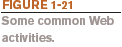 FIGURE 1-21
Some common Web
activities.